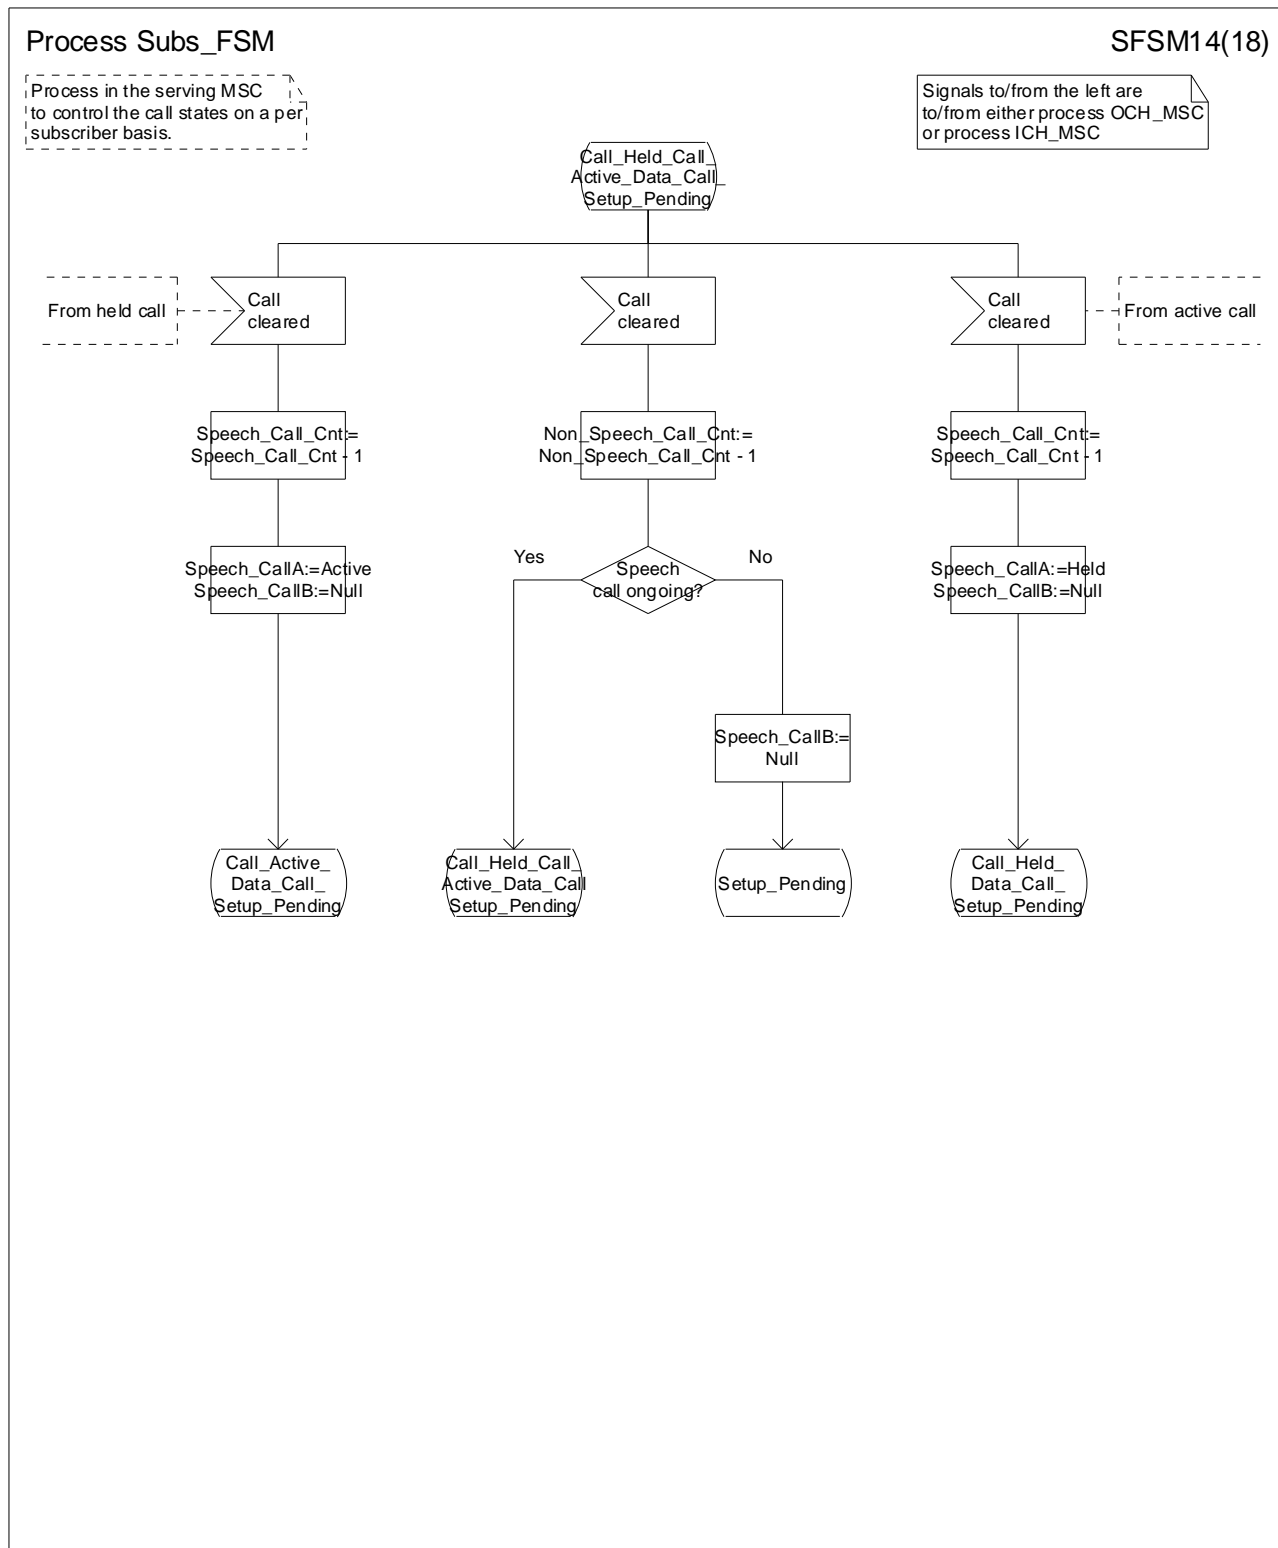 Process Subs_FSM
SFSM14(18)
Process in the serving MSC
to control the call states on a per
subscriber basis.
Signals to/from the left are
to/from either process OCH_MSC
or process ICH_MSC
Call_Held_Call_
Active_Data_Call_
Setup_Pending
From held call
Call
cleared
Call
cleared
Call
cleared
From active call
Speech_Call_Cnt:=
Speech_Call_Cnt - 1
Non_Speech_Call_Cnt:=
Non_Speech_Call_Cnt - 1
Speech_Call_Cnt:=
Speech_Call_Cnt - 1
Speech_CallA:=Active
Speech_CallB:=Null
Yes
Speech
call ongoing?
No
Speech_CallA:=Held
Speech_CallB:=Null
Speech_CallB:=
Null
Call_Active_
Data_Call_
Setup_Pending
Call_Held_Call_
Active_Data_Call
Setup_Pending
Setup_Pending
Call_Held_
Data_Call_
Setup_Pending